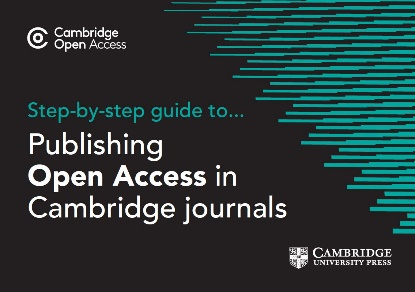 Cambridge
Open Access
Step-by-step guide to...
Publishing
Open Access in
Cambridge journals
CAMBRIDGE
UNIVERSITY PRESS